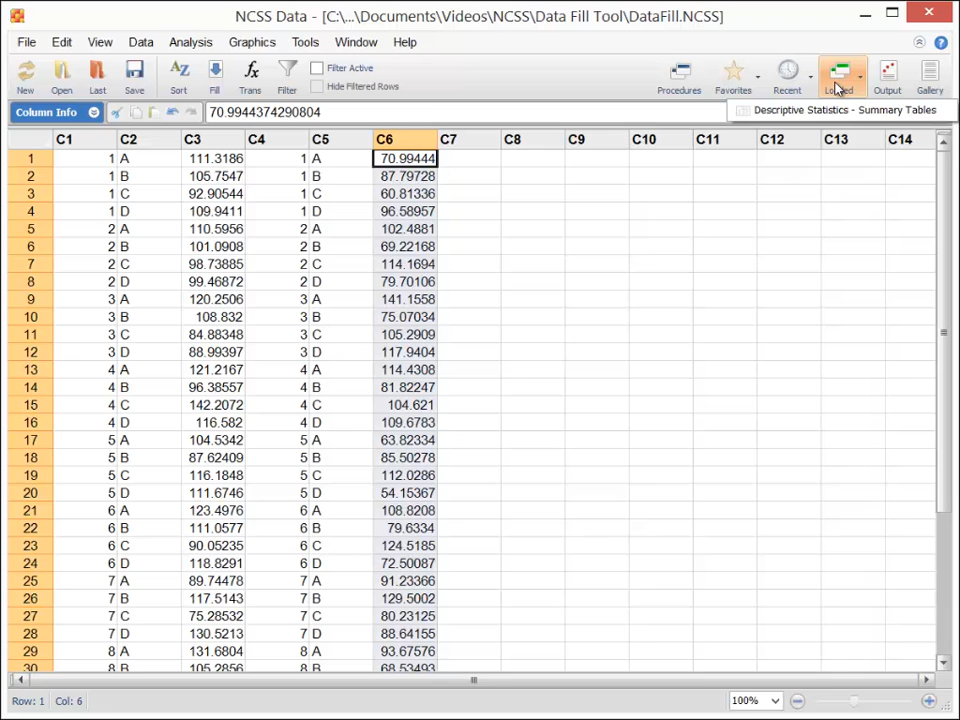 NCSS Data - [C:\...\Documents\Videos\NCSS\Data Fill Tool\DataFill.NCSS]
File Edit View Data Analysis Graphics Tools Window Help
New Open Last Save Sort Fill Trans Filter Filter Active Hide Filtered Rows Procedures Favorites Recent Loaded Output Gallery
Column Info 70.9944374290804 Descriptive Statistics - Summary Tables
C1 C2 C3 C4 C5 C6 C7 C8 C9 C10 C11 C12 C13 C14
1 1 A 111.3186 1 A 70.99444
2 1 B 105.7547 1 B 87.79728
3 1 C 92.90544 1 C 60.81336
4 1 D 109.9411 1 D 96.58957
5 2 A 110.5956 2 A 102.4881
6 2 B 101.0908 2 B 69.22168
7 2 C 98.73885 2 C 114.1694
8 2 D 99.46872 2 D 79.70106
9 3 A 120.2506 3 A 141.1558
10 3 B 108.832 3 B 75.07034
11 3 C 84.88348 3 C 105.2909
12 3 D 88.99397 3 D 117.9404
13 4 A 121.2167 4 A 114.4308
14 4 B 96.38557 4 B 81.82247
15 4 C 142.2072 4 C 104.621
16 4 D 116.582 4 D 109.6783
17 5 A 104.5342 5 A 63.82334
18 5 B 87.62409 5 B 85.50278
19 5 C 116.1848 5 C 112.0286
20 5 D 111.6746 5 D 54.15367
21 6 A 123.4976 6 A 108.8208
22 6 B 111.0577 6 B 79.6334
23 6 C 90.05235 6 C 124.5185
24 6 D 118.8291 6 D 72.50087
25 7 A 89.74478 7 A 91.23366
26 7 B 117.5143 7 B 129.5002
27 7 C 75.28532 7 C 80.23125
28 7 D 130.5213 7 D 88.64155
29 8 A 131.6804 8 A 93.67576
30 8 B 105.2856 8 B 68.53493
Row: 1 Col: 6 100%